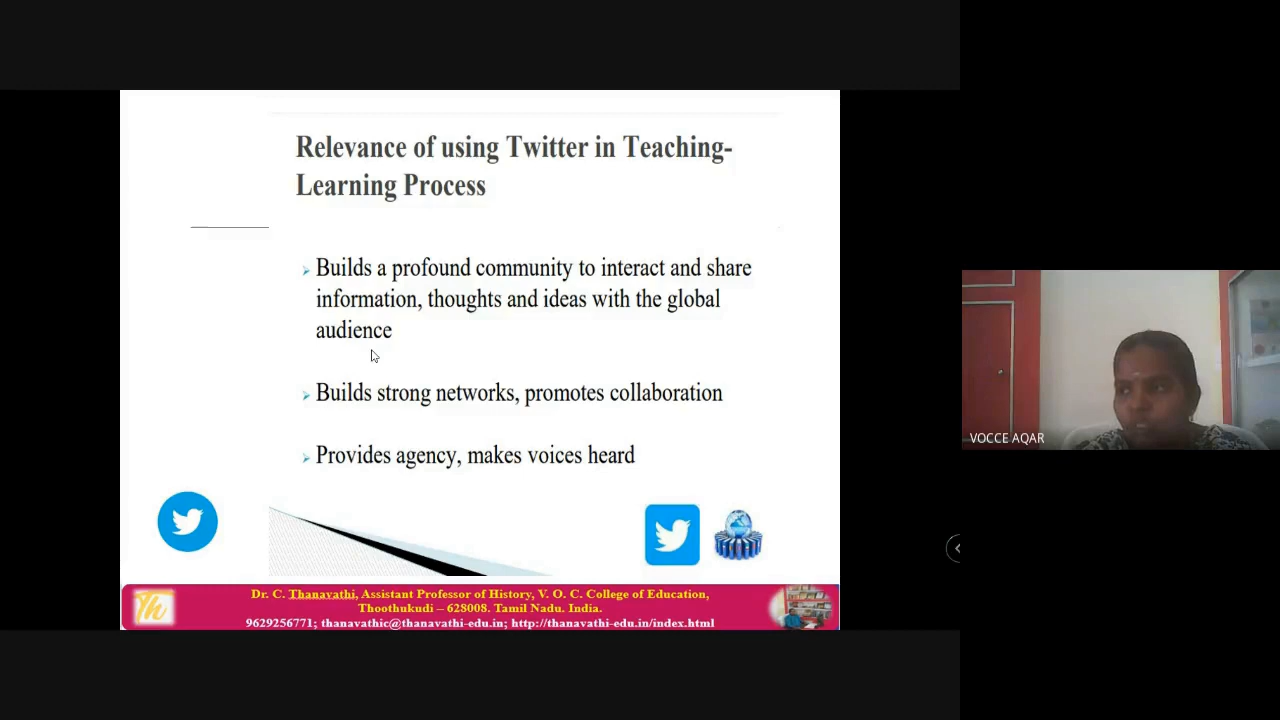 Relevance of using Twitter in Teaching-
Learning Process
Builds a profound community to interact and share
information, thoughts and ideas with the global
audience
Builds strong networks, promotes collaboration
Provides agency, makes voices heard
Th
Dr. C. Thanavathi, Assistant Professor of History, V. O. C. College of Education,
Thoothukudi – 628008. Tamil Nadu. India.
9629256771; thanavathic@thanavathi-edu.in; http://thanavathi-edu.in/index.html
VOCCE AQAR